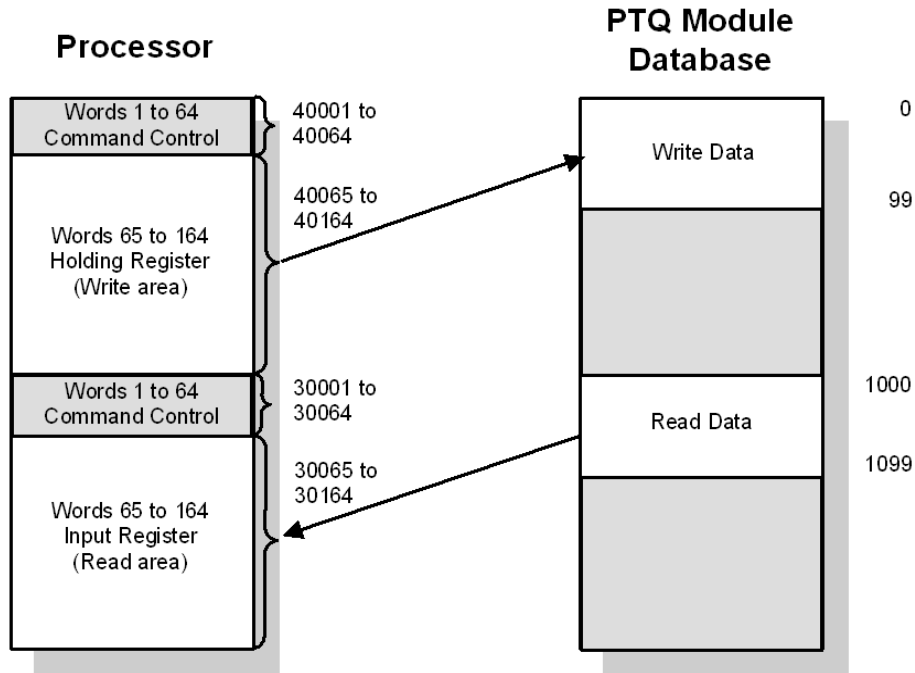 Processor
Words 1 to 64
Command Control
40001 to
40064
40065 to
40164
Words 65 to 164
Holding Register
(Write area)
Words 1 to 64
Command Control
30001 to
30064
30065 to
30164
Words 65 to 164
Input Register
(Read area)
PTQ Module
Database
0
Write Data
99
1000
Read Data
1099